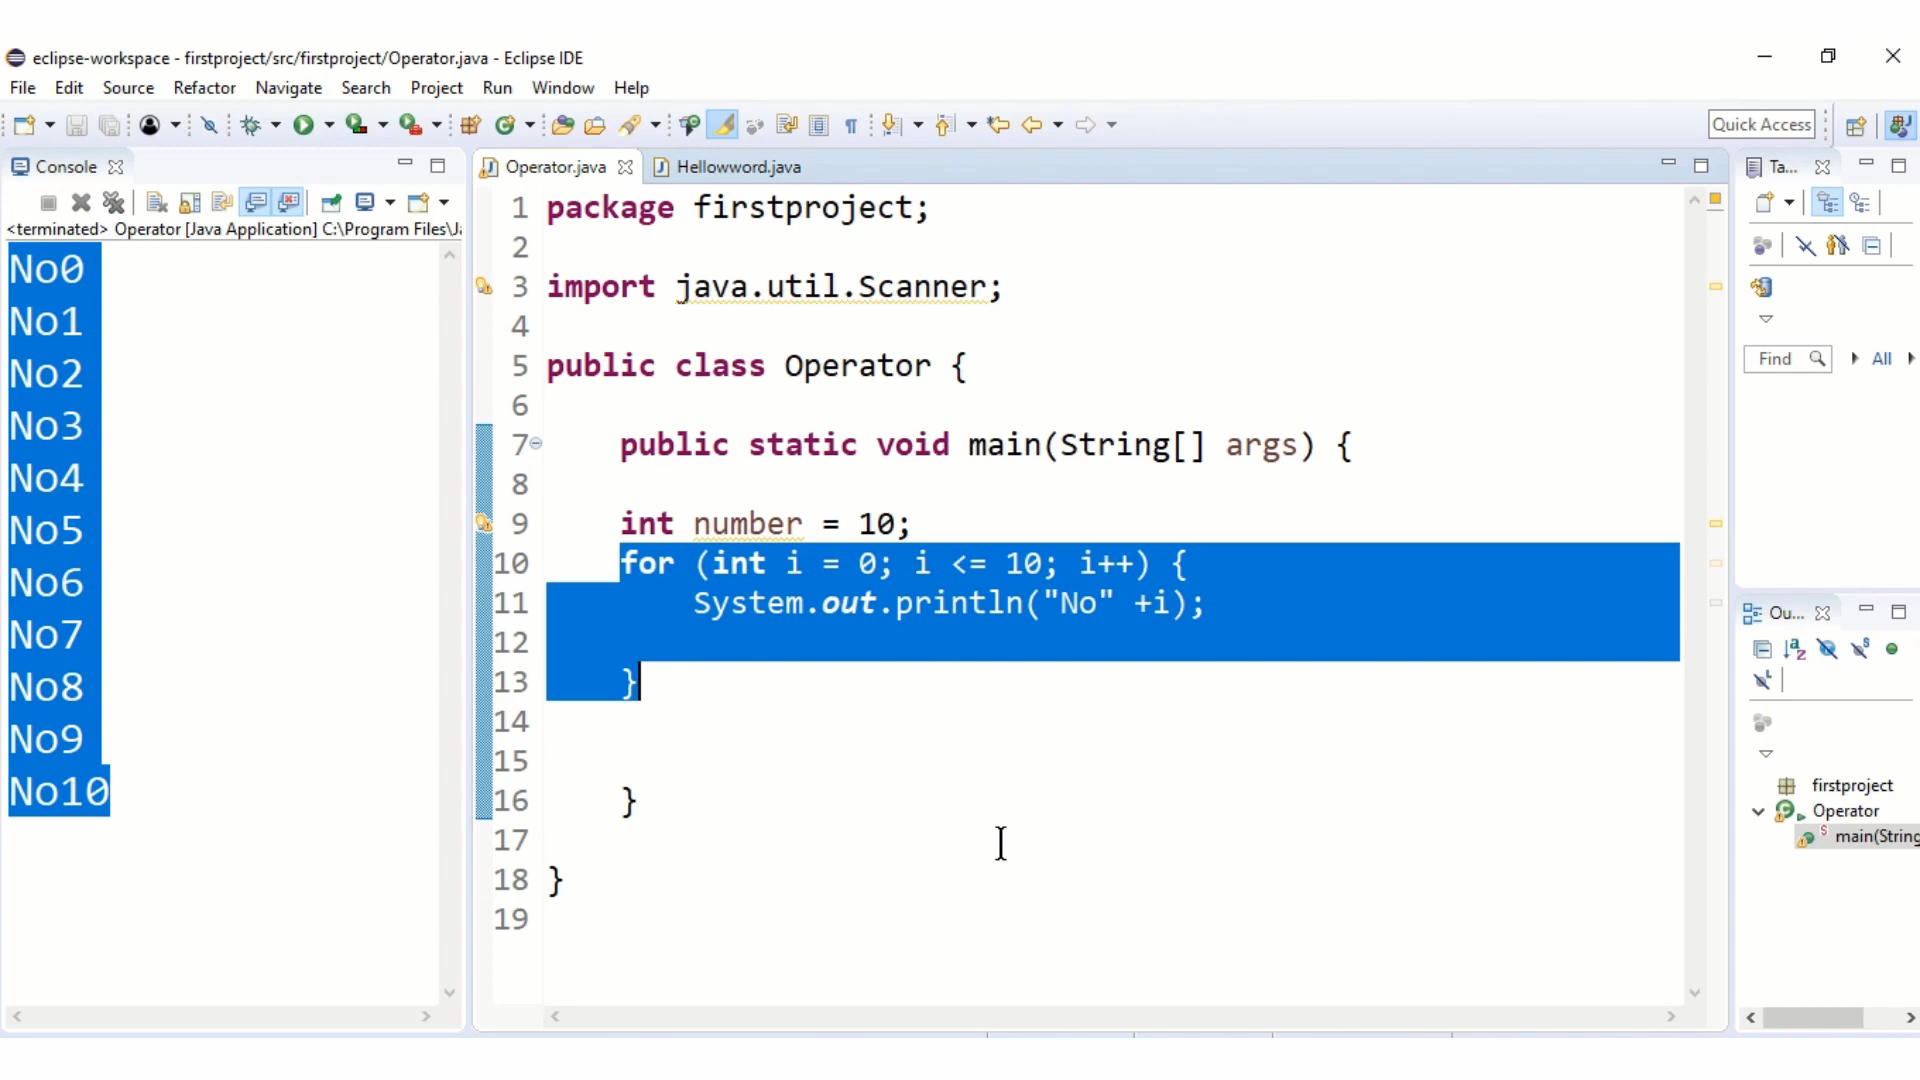 eclipse-workspace - firstproject/src/firstproject/Operator.java - Eclipse IDE
File Edit Source Refactor Navigate Search Project Run Window Help
Quick Access
Console
<terminated> Operator [Java Application] C:\Program Files\Ja
No0
No1
No2
No3
No4
No5
No6
No7
No8
No9
No10
Operator.java Hellowword.java
1 package firstproject;
2
3 import java.util.Scanner;
4
5 public class Operator {
6
7 public static void main(String[] args) {
8
9 int number = 10;
10 for (int i = 0; i <= 10; i++) {
11 System.out.println("No" +i);
12
13 }
14
15
16 }
17
18 }
19
Ta...
Find All
Ou...
firstproject
Operator
main(String